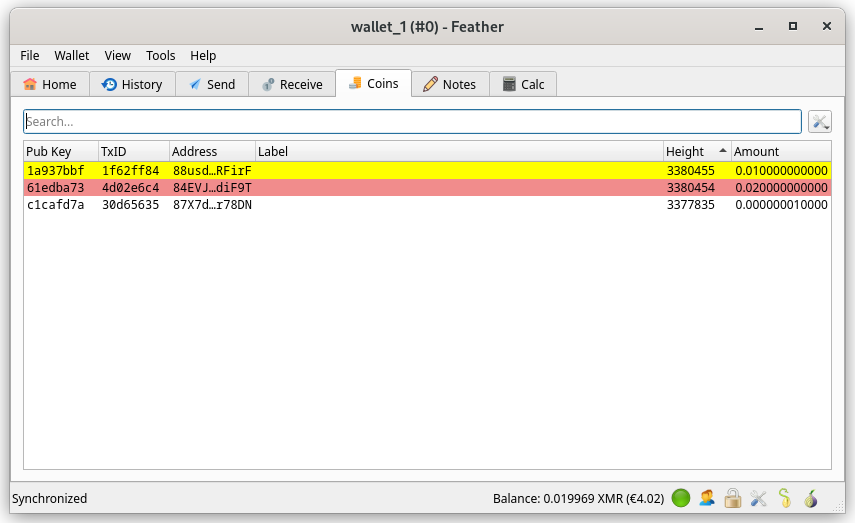 wallet_1 (#0) - Feather
File Wallet View Tools Help
Home History Send Receive Coins Notes Calc
Search...
Pub Key TxID Address Label Height Amount
1a937bbf 1f62ff84 88usd…RFirF 3380455 0.010000000000
61edba73 4d02e6c4 84EVJ…diF9T 3380454 0.020000000000
c1cafd7a 30d65635 87X7d…r78DN 3377835 0.000000010000
Synchronized Balance: 0.019969 XMR (€4.02)